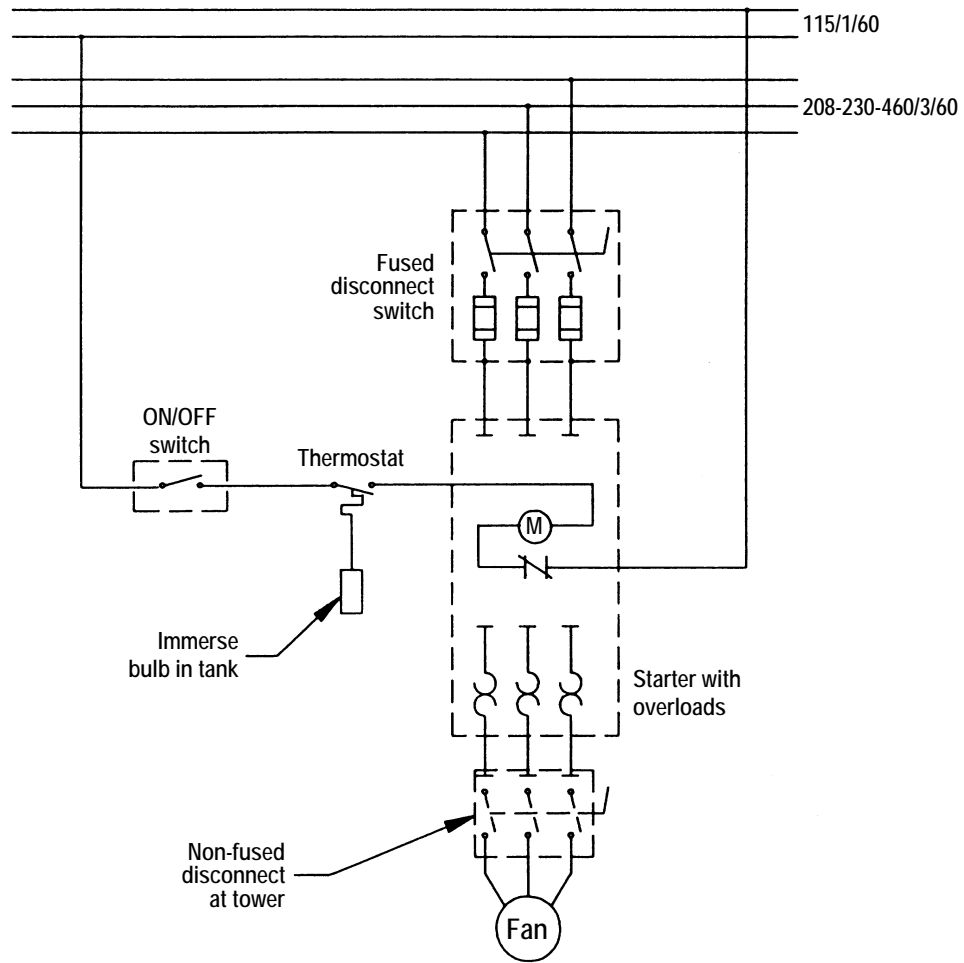 115/1/60
208-230-460/3/60
Fused
disconnect
switch
ON/OFF
switch
Thermostat
M
Immerse
bulb in tank
Starter with
overloads
Non-fused
disconnect
at tower
Fan